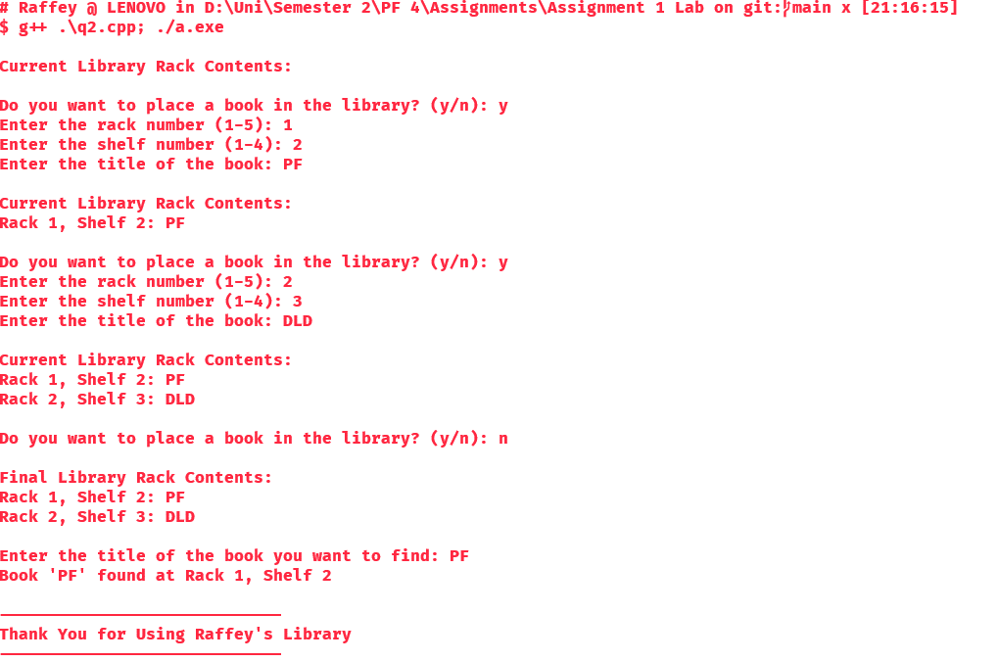 # Raffey @ LENOVO in D:\Uni\Semester 2\PF 4\Assignments\Assignment 1 Lab on git:main x [21:16:15]
$ g++ .\q2.cpp; ./a.exe
Current Library Rack Contents:
Do you want to place a book in the library? (y/n): y
Enter the rack number (1-5): 1
Enter the shelf number (1-4): 2
Enter the title of the book: PF
Current Library Rack Contents:
Rack 1, Shelf 2: PF
Do you want to place a book in the library? (y/n): y
Enter the rack number (1-5): 2
Enter the shelf number (1-4): 3
Enter the title of the book: DLD
Current Library Rack Contents:
Rack 1, Shelf 2: PF
Rack 2, Shelf 3: DLD
Do you want to place a book in the library? (y/n): n
Final Library Rack Contents:
Rack 1, Shelf 2: PF
Rack 2, Shelf 3: DLD
Enter the title of the book you want to find: PF
Book 'PF' found at Rack 1, Shelf 2
Thank You for Using Raffey's Library